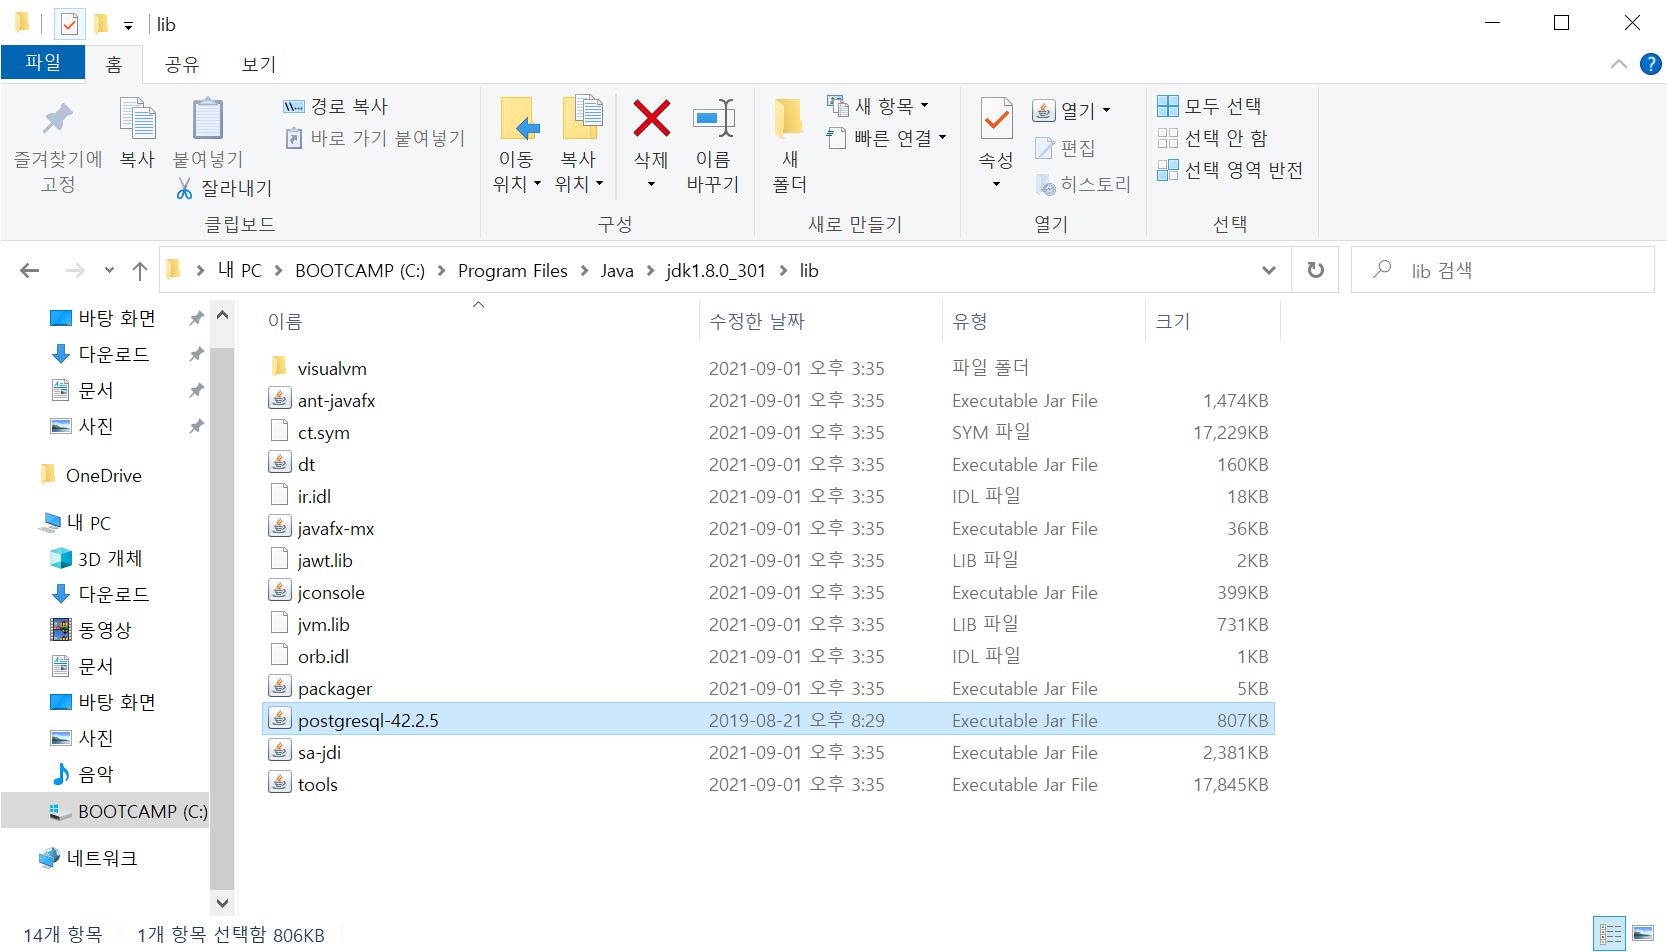 lib
파일 홈 공유 보기
즐겨찾기에 고정
복사
붙여넣기
경로 복사
바로 가기 붙여넣기
잘라내기
클립보드
이동 위치
복사 위치
삭제
이름 바꾸기
구성
새 폴더
새 항목
빠른 연결
새로 만들기
속성
열기
편집
히스토리
열기
모두 선택
선택 안 함
선택 영역 반전
선택
내 PC > BOOTCAMP (C:) > Program Files > Java > jdk1.8.0_301 > lib
lib 검색
바탕 화면
다운로드
문서
사진
OneDrive
내 PC
3D 개체
다운로드
동영상
문서
바탕 화면
사진
음악
BOOTCAMP (C:)
네트워크
이름 수정한 날짜 유형 크기
visualvm 2021-09-01 오후 3:35 파일 폴더
ant-javafx 2021-09-01 오후 3:35 Executable Jar File 1,474KB
ct.sym 2021-09-01 오후 3:35 SYM 파일 17,229KB
dt 2021-09-01 오후 3:35 Executable Jar File 160KB
ir.idl 2021-09-01 오후 3:35 IDL 파일 18KB
javafx-mx 2021-09-01 오후 3:35 Executable Jar File 36KB
jawt.lib 2021-09-01 오후 3:35 LIB 파일 2KB
jconsole 2021-09-01 오후 3:35 Executable Jar File 399KB
jvm.lib 2021-09-01 오후 3:35 LIB 파일 731KB
orb.idl 2021-09-01 오후 3:35 IDL 파일 1KB
packager 2021-09-01 오후 3:35 Executable Jar File 5KB
postgresql-42.2.5 2019-08-21 오후 8:29 Executable Jar File 807KB
sa-jdi 2021-09-01 오후 3:35 Executable Jar File 2,381KB
tools 2021-09-01 오후 3:35 Executable Jar File 17,845KB
14개 항목 1개 항목 선택함 806KB